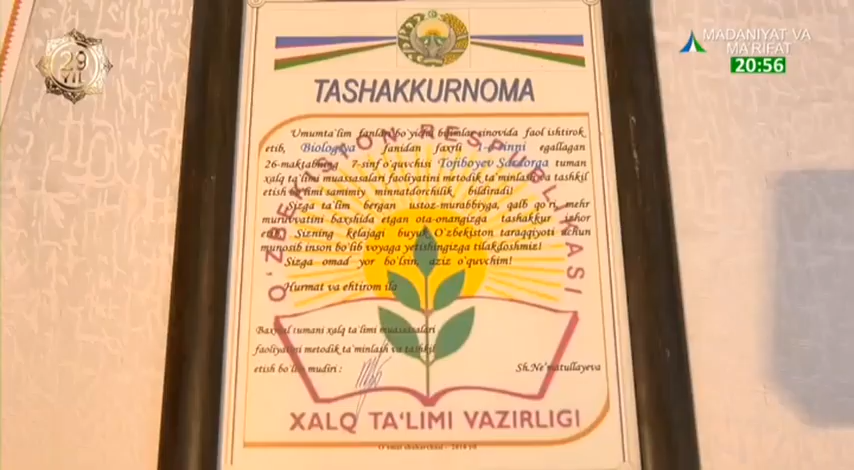 29
VII
MADANIYAT VA
MA'RIFAT
20:56
TASHAKKURNOMA
Umumta`lim fanlari bo`yicha bilimlar sinovida faol ishtirok
etib, Biologiya fanidan faxrli 1-o`rinni egallagan
26-maktabning 7-sinf o`quvchisi Tojiboyev Sardorga tuman
xalq ta`limi muassasalari faoliyatini metodik ta`minlash va tashkil
etish bo`limi samimiy minnatdorchilik bildiradi!
Sizga ta`lim bergan ustoz-murabbiyga, qalb qo`ri, mehr
muruvvatini baxshida etgan ota-onangizga tashakkur izhor
etib, Sizning kelajagi buyuk O`zbekiston taraqqiyoti uchun
munosib inson bo`lib voyaga yetishingizga tilakdoshmiz!
Sizga omad yor bo`lsin, aziz o`quvchim!
Hurmat va ehtirom ila
Baxmal tumani xalq ta`limi muassasalari
faoliyatini metodik ta`minlash va tashkil
etish bo`lim mudiri: Sh.Ne`matullayeva
O'ZBEKISTON RESPUBLIKASI
XALQ TA‘LIMI VAZIRLIGI